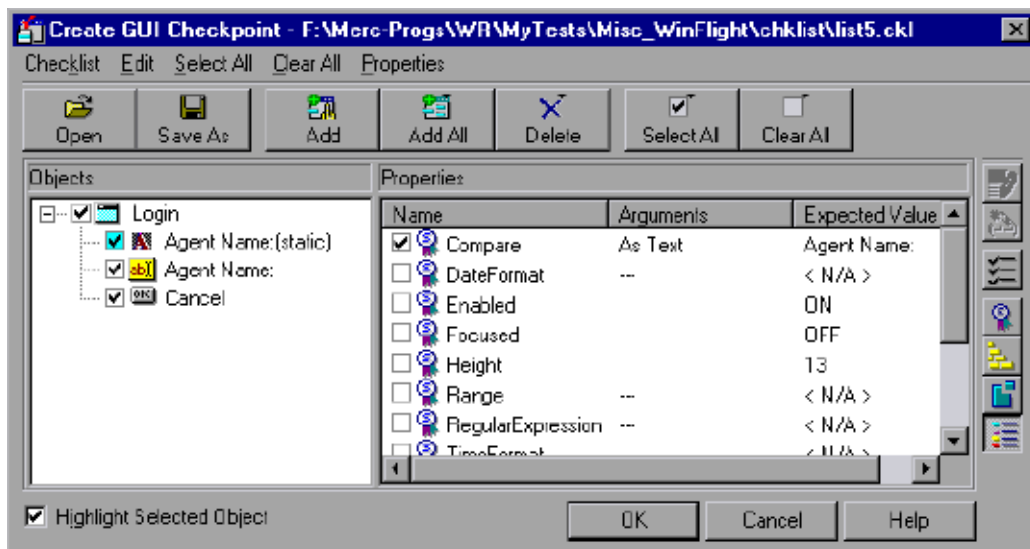 Create GUI Checkpoint - F:\Merc-Progs\WR\MyTests\Misc_WinFlight\chklist\list5.ckl
Checklist Edit Select All Clear All Properties
Open Save As Add Add All Delete Select All Clear All
Objects Properties
Name Arguments Expected Value
Login
Agent Name:(static)
Agent Name:
Cancel
Compare As Text Agent Name:
DateFormat --- < N/A >
Enabled ON
Focused OFF
Height 13
Range --- < N/A >
RegularExpression --- < N/A >
TimeFormat < N/A >
Highlight Selected Object OK Cancel Help